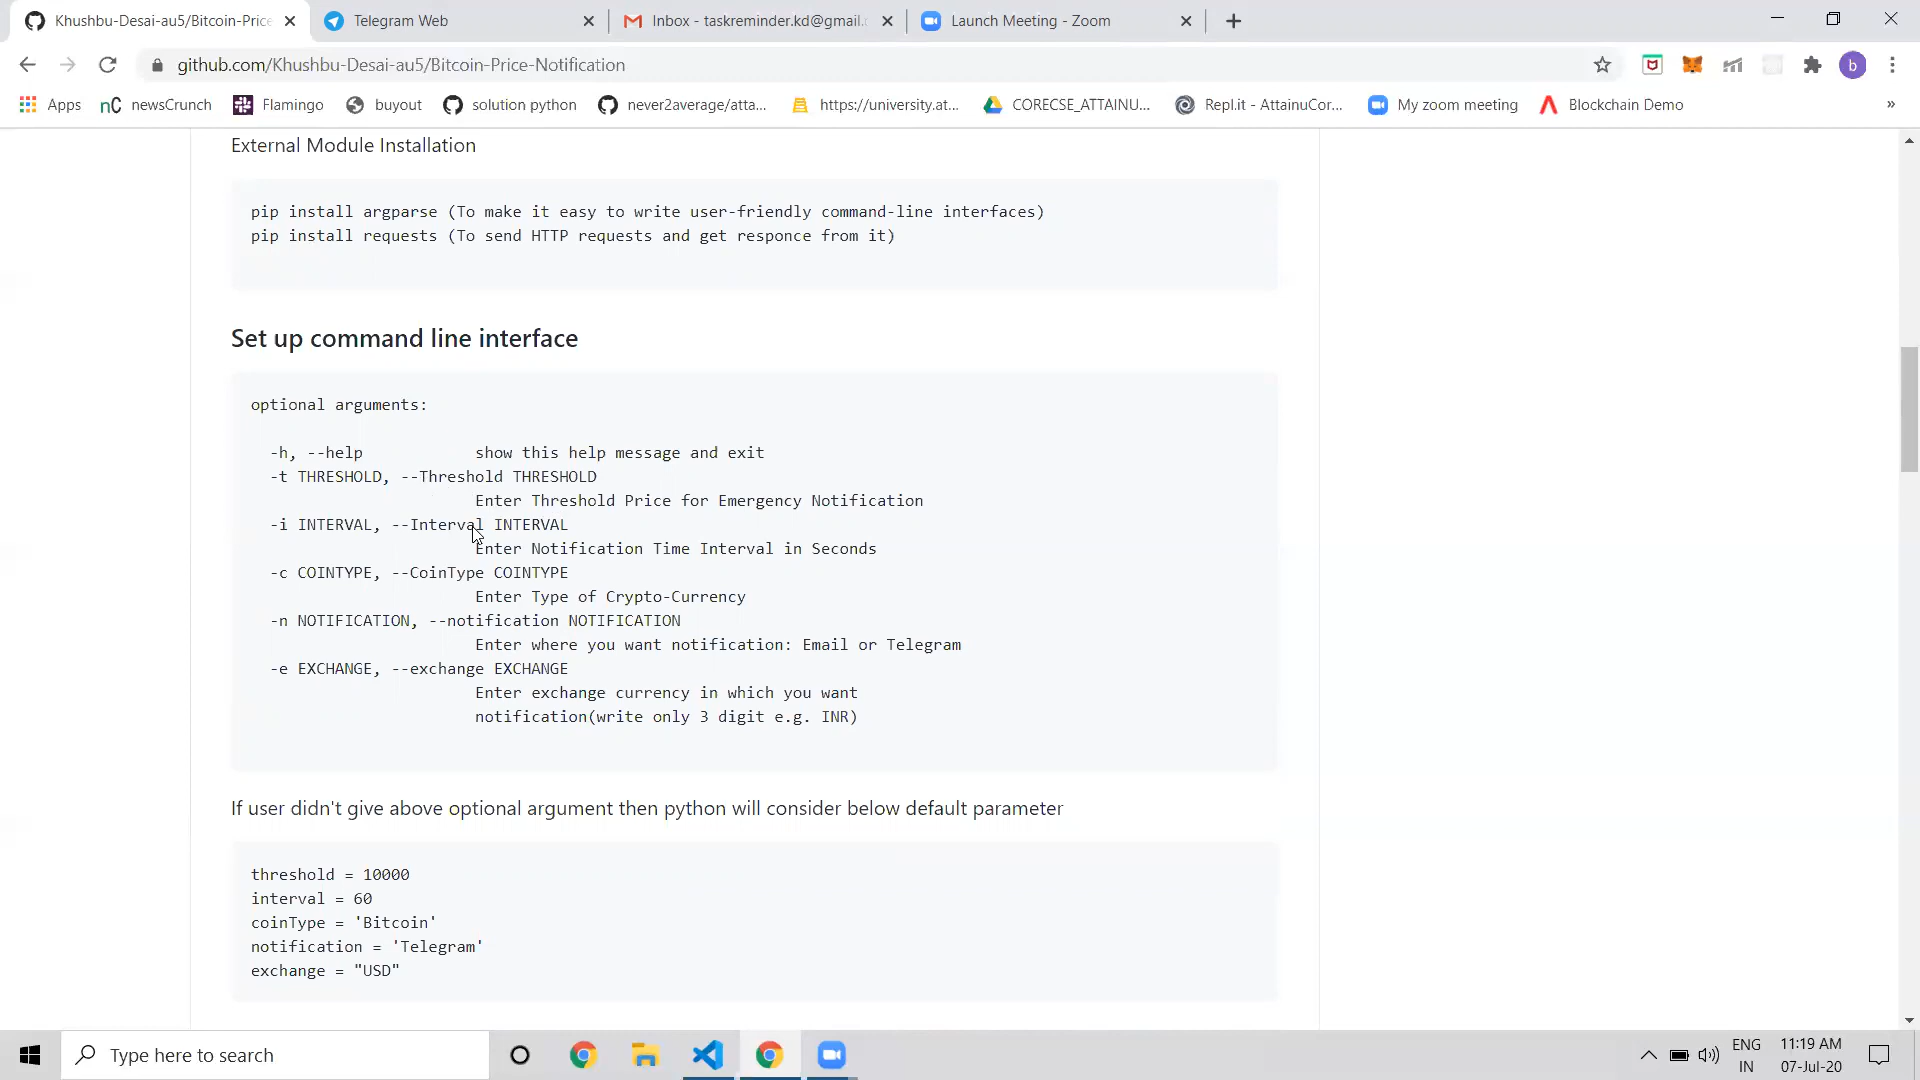 Khushbu-Desai-au5/Bitcoin-Price
Telegram Web
Inbox - taskreminder.kd@gmail.
Launch Meeting - Zoom
github.com/Khushbu-Desai-au5/Bitcoin-Price-Notification
b
Apps
nC newsCrunch
Flamingo
buyout
solution python
never2average/atta...
https://university.at...
CORECSE_ATTAINU...
Repl.it - AttainuCor...
My zoom meeting
Blockchain Demo
»
External Module Installation
pip install argparse (To make it easy to write user-friendly command-line interfaces)
pip install requests (To send HTTP requests and get responce from it)
Set up command line interface
optional arguments:
-h, --help show this help message and exit
-t THRESHOLD, --Threshold THRESHOLD
Enter Threshold Price for Emergency Notification
-i INTERVAL, --Interval INTERVAL
Enter Notification Time Interval in Seconds
-c COINTYPE, --CoinType COINTYPE
Enter Type of Crypto-Currency
-n NOTIFICATION, --notification NOTIFICATION
Enter where you want notification: Email or Telegram
-e EXCHANGE, --exchange EXCHANGE
Enter exchange currency in which you want
notification(write only 3 digit e.g. INR)
If user didn't give above optional argument then python will consider below default parameter
threshold = 10000
interval = 60
coinType = 'Bitcoin'
notification = 'Telegram'
exchange = "USD"
Type here to search
ENG
IN
11:19 AM
07-Jul-20